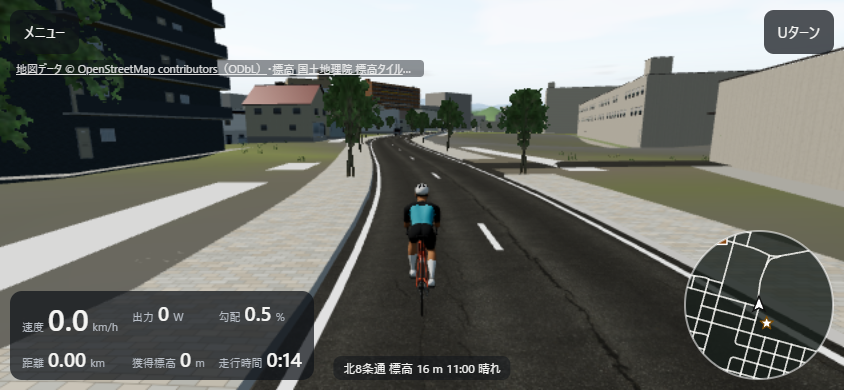 メニュー
Uターン
地図データ © OpenStreetMap contributors（ODbL）・標高 国土地理院 標高タイル...
速度 0.0 km/h 出力 0 W 勾配 0.5 %
距離 0.00 km 獲得標高 0 m 走行時間 0:14
北8条通 標高 16 m 11:00 晴れ